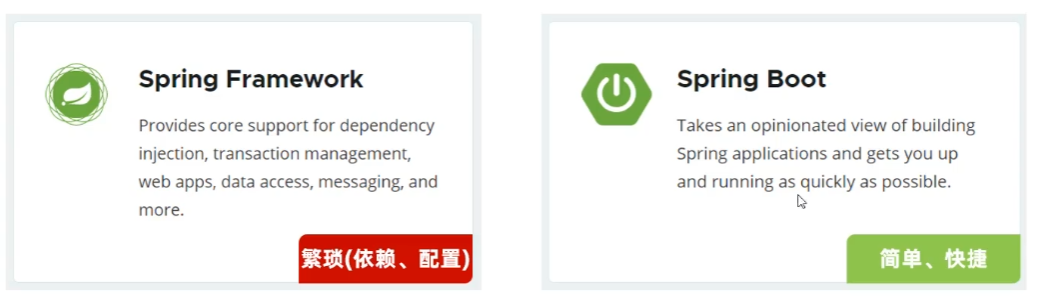 Spring Framework
Provides core support for dependency
injection, transaction management,
web apps, data access, messaging, and
more.
繁琐(依赖、配置)
Spring Boot
Takes an opinionated view of building
Spring applications and gets you up
and running as quickly as possible.
简单、快捷